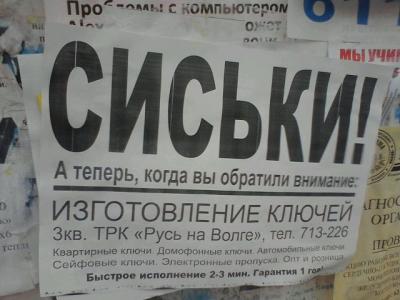 Проблемы с компьютером
СИСЬКИ!
А теперь, когда вы обратили внимание:
ИЗГОТОВЛЕНИЕ КЛЮЧЕЙ
3кв. ТРК «Русь на Волге», тел. 713-226
Квартирные ключи. Домофонные ключи. Автомобильные ключи.
Сейфовые ключи. Электронные пропуска. Опт и розница
Быстрое исполнение 2-3 мин. Гарантия 1 год!